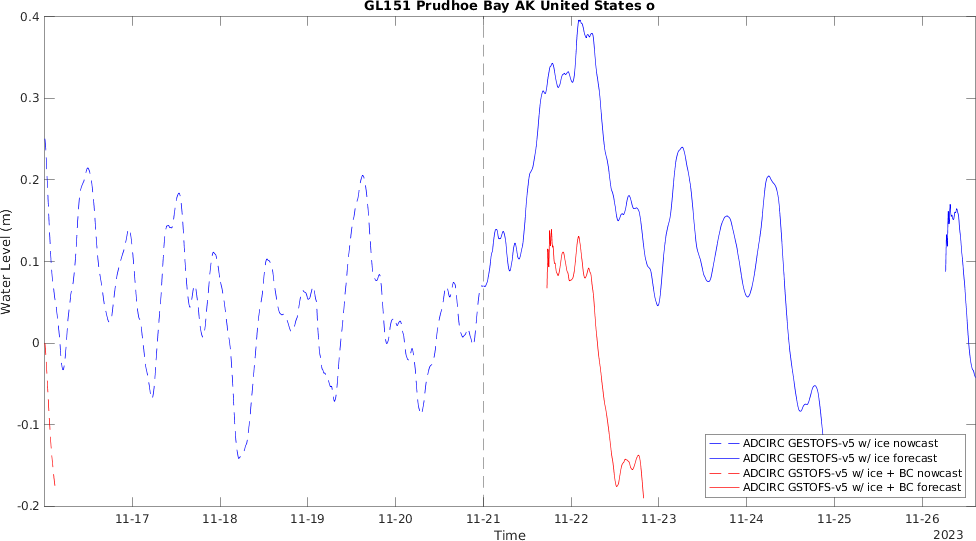 GL151 Prudhoe Bay AK United States o
0.4
0.3
0.2
0.1
0
-0.1
-0.2
Water Level (m)
ADCIRC GESTOFS-v5 w/ ice nowcast
ADCIRC GESTOFS-v5 w/ ice forecast
ADCIRC GSTOFS-v5 w/ ice + BC nowcast
ADCIRC GSTOFS-v5 w/ ice + BC forecast
11-17 11-18 11-19 11-20 11-21 11-22 11-23 11-24 11-25 11-26
Time
2023